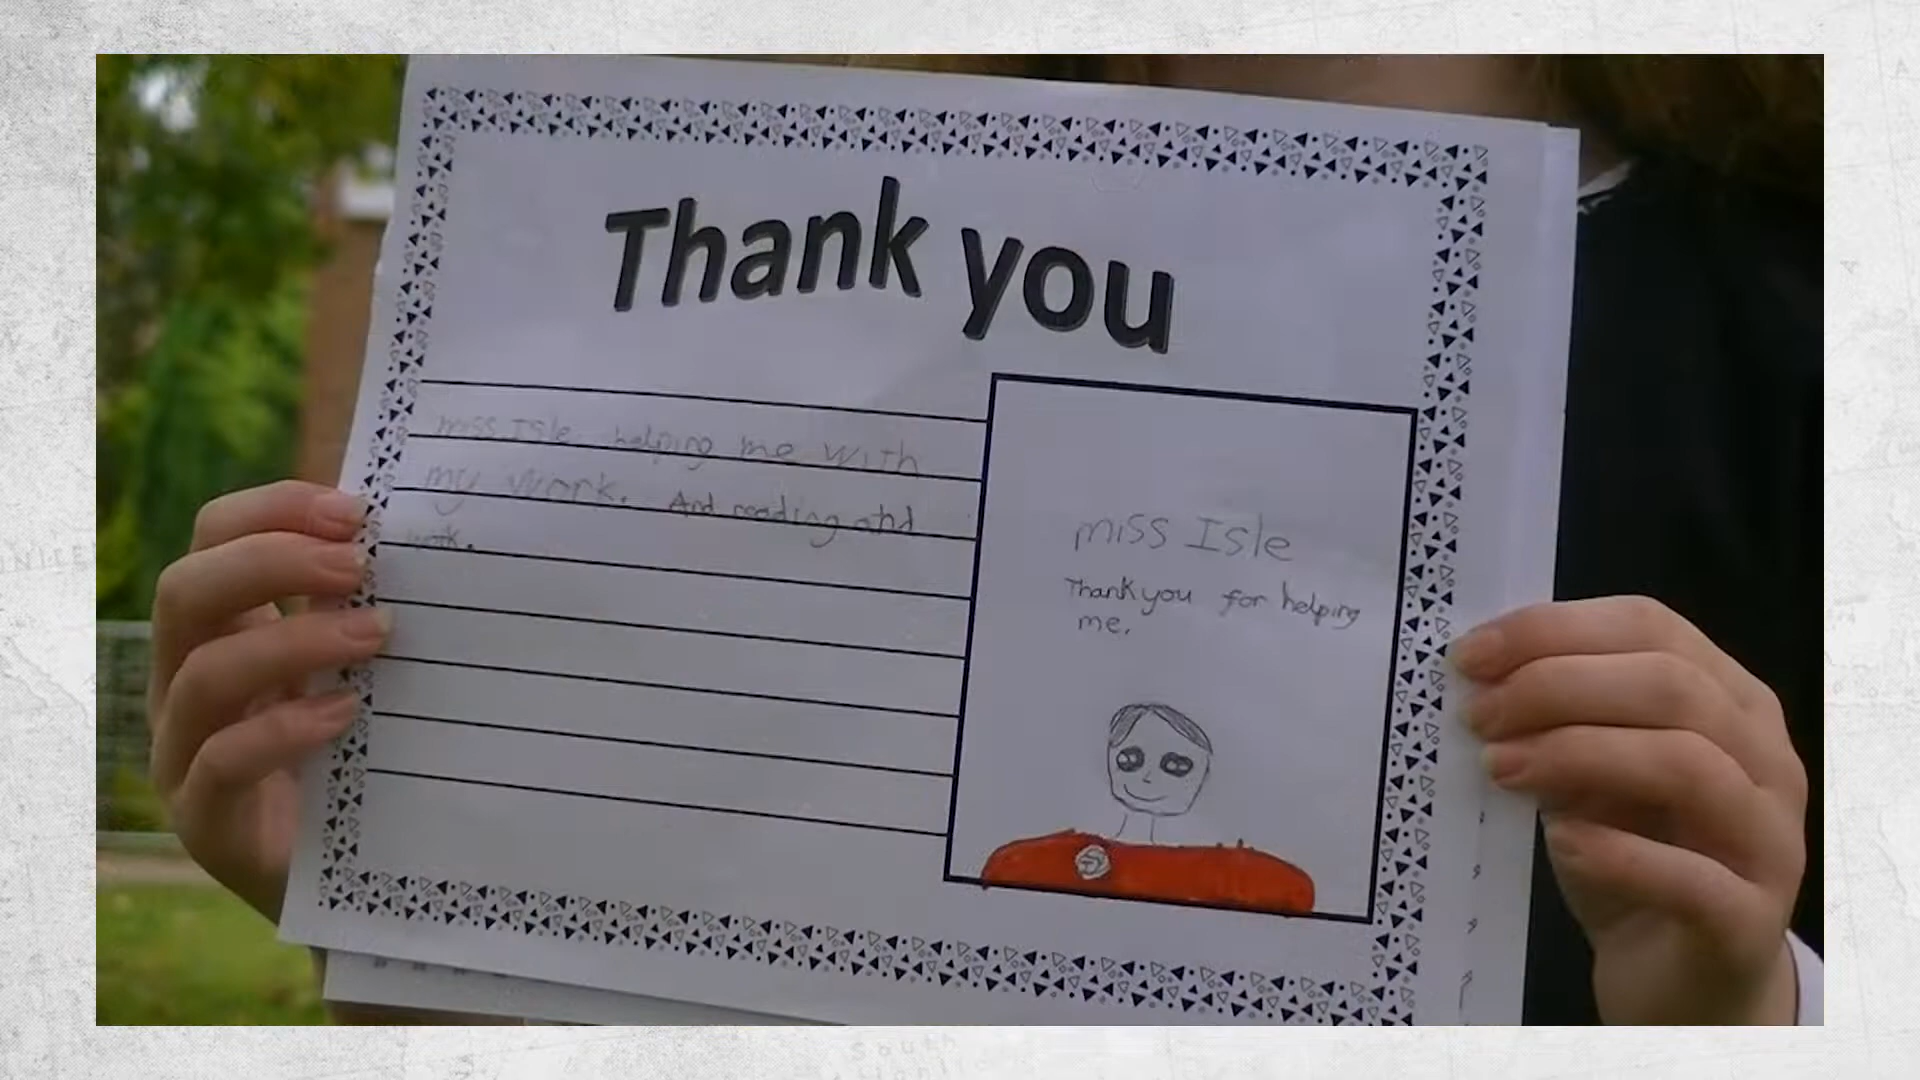 Thank you
miss Isle helping me with
my work. And reading and
work.
miss Isle
Thank you for helping
me.
South